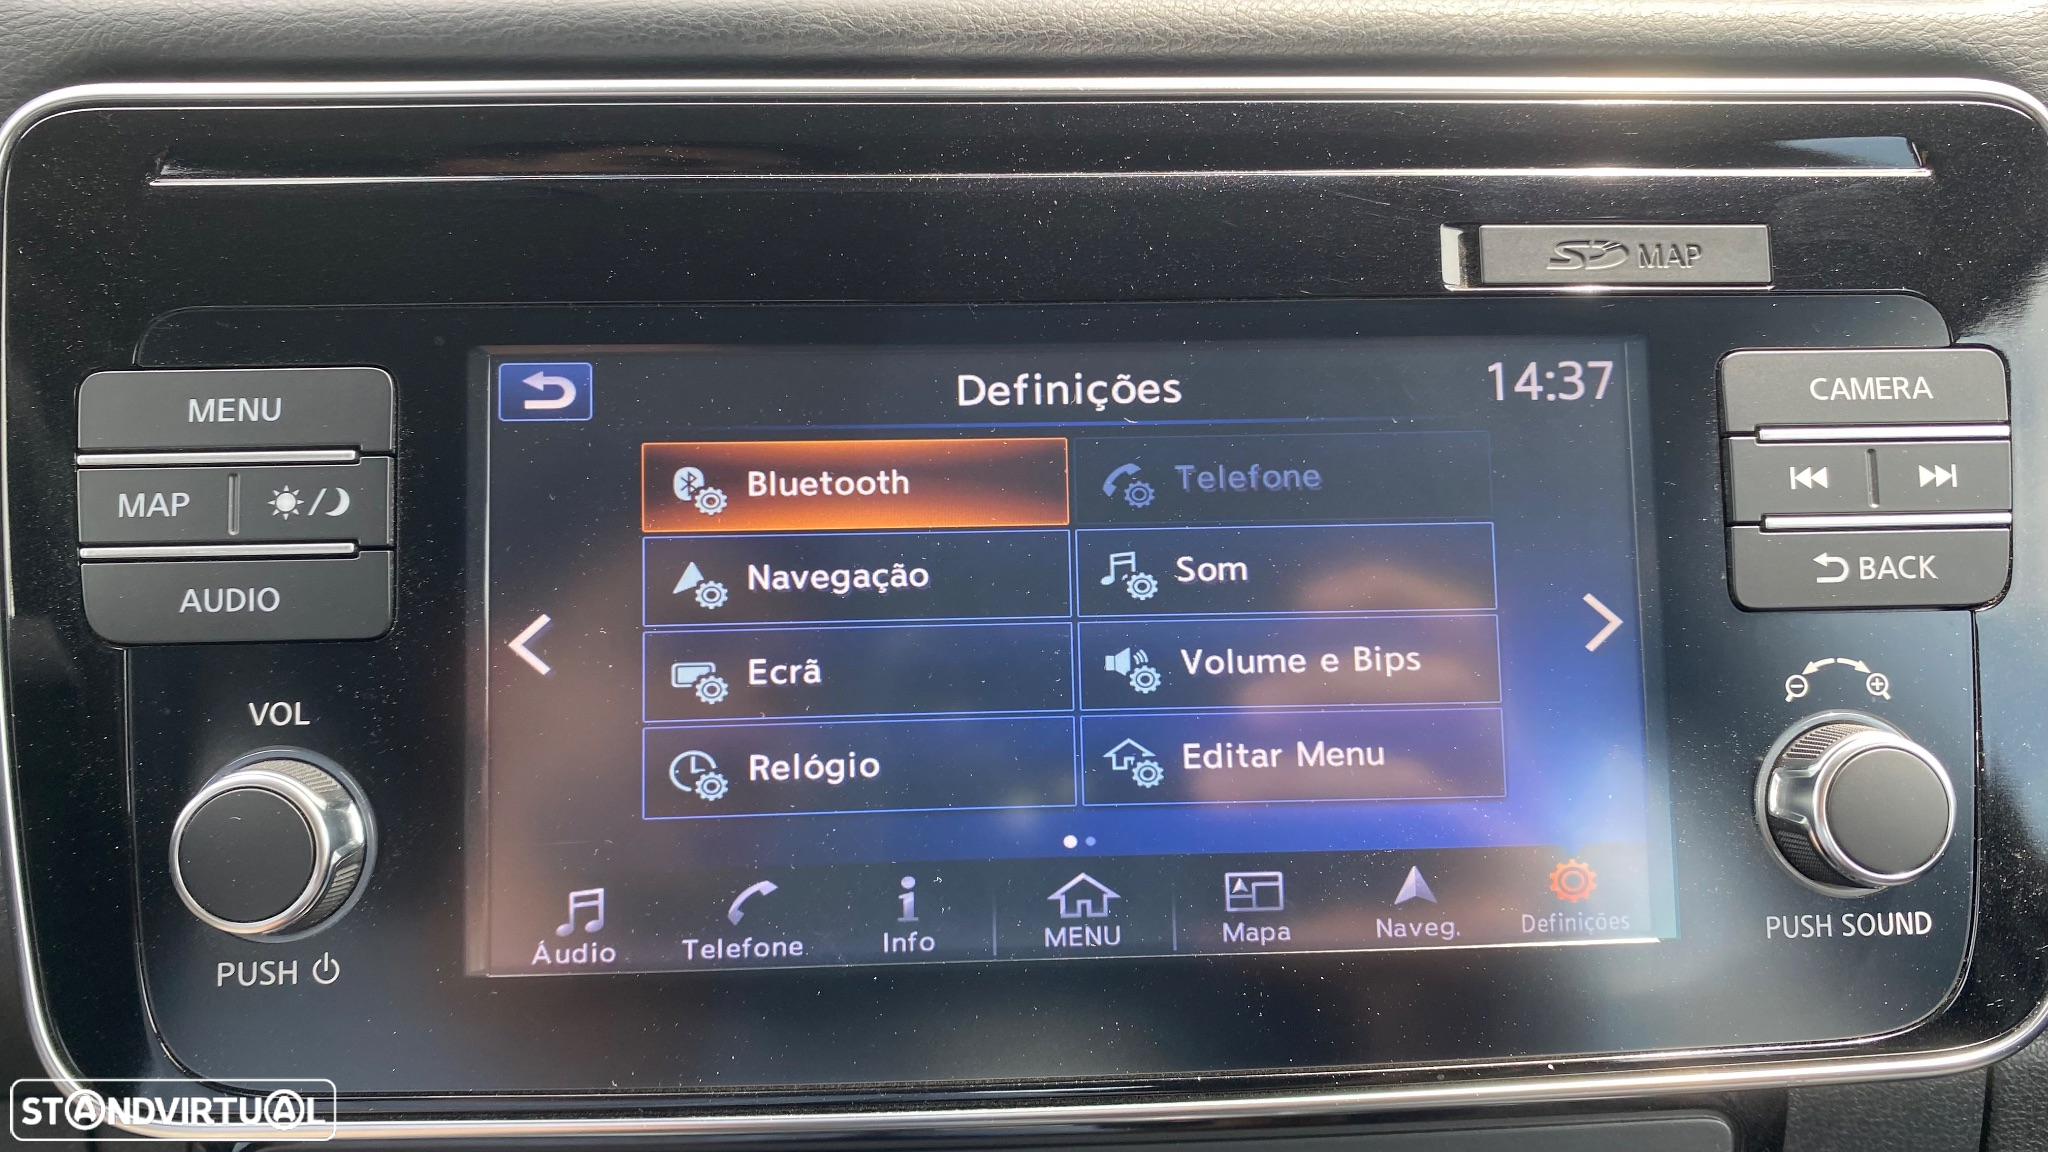 SD MAP
MENU
MAP
AUDIO
VOL
PUSH
Definições
14:37
Bluetooth
Telefone
Navegação
Som
Ecrã
Volume e Bips
Relógio
Editar Menu
Áudio
Telefone
Info
MENU
Mapa
Naveg.
Definições
CAMERA
BACK
PUSH SOUND
STANDVIRTUAL